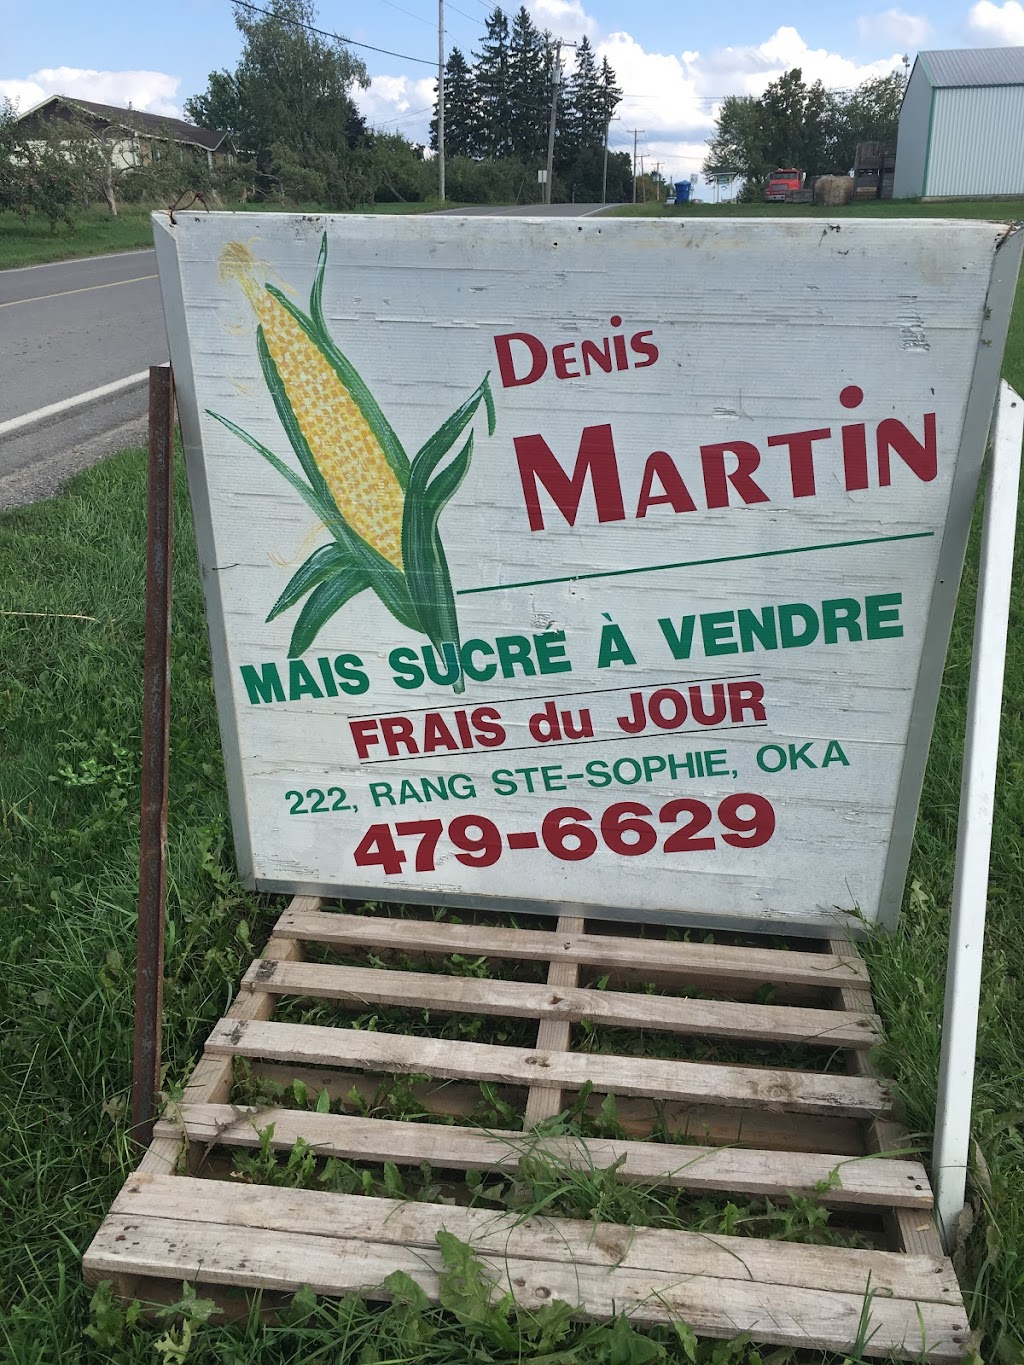 Denis
Martin
MAIS SUCRÉ À VENDRE
FRAIS du JOUR
222, RANG STE-SOPHIE, OKA
479-6629